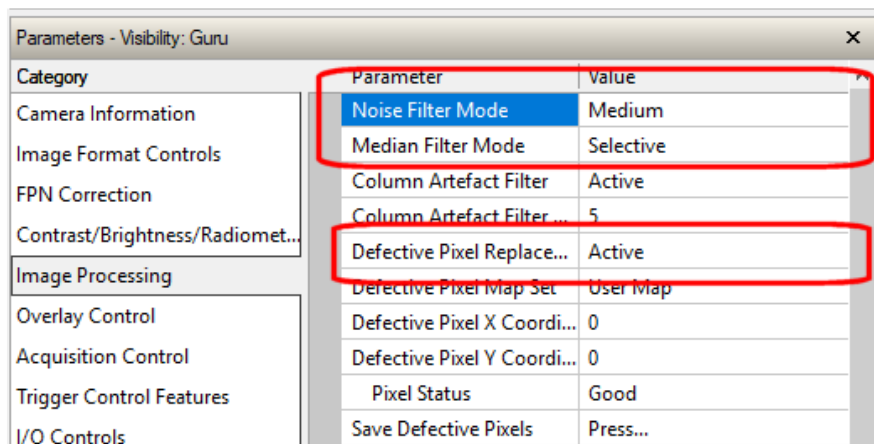 Parameters - Visibility: Guru
Category
Parameter Value
Camera Information
Noise Filter Mode Medium
Image Format Controls
Median Filter Mode Selective
FPN Correction
Column Artefact Filter Active
Column Artefact Filter ... 5
Contrast/Brightness/Radiomet...
Defective Pixel Replace... Active
Image Processing
Defective Pixel Map Set User Map
Overlay Control
Defective Pixel X Coordi... 0
Acquisition Control
Defective Pixel Y Coordi... 0
Trigger Control Features
Pixel Status Good
I/O Controls
Save Defective Pixels Press...